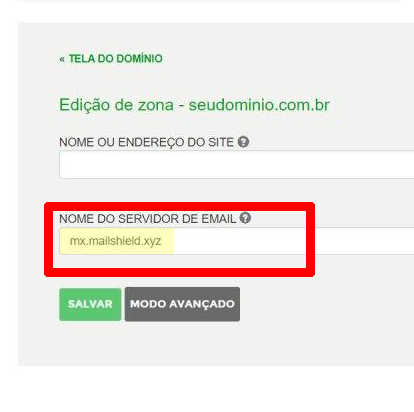 « TELA DO DOMÍNIO
Edição de zona - seudominio.com.br
NOME OU ENDEREÇO DO SITE ?
NOME DO SERVIDOR DE EMAIL ?
mx.mailshield.xyz
SALVAR MODO AVANÇADO